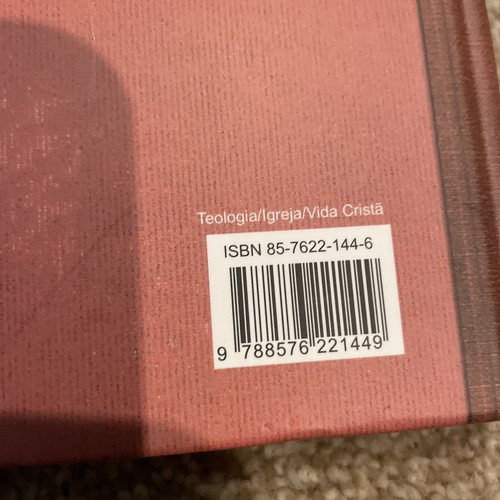 Teologia/Igreja/Vida Cristã
ISBN 85-7622-144-6
9 788576 221449